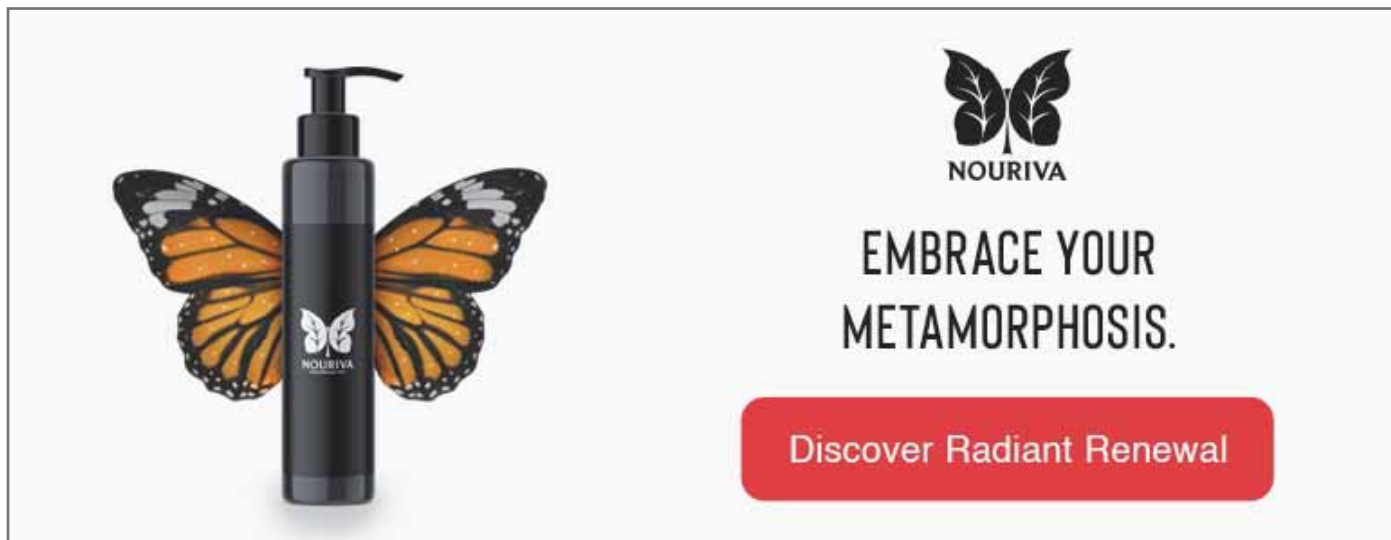 NOURIVA
NOURIVA
EMBRACE YOUR
METAMORPHOSIS.
Discover Radiant Renewal